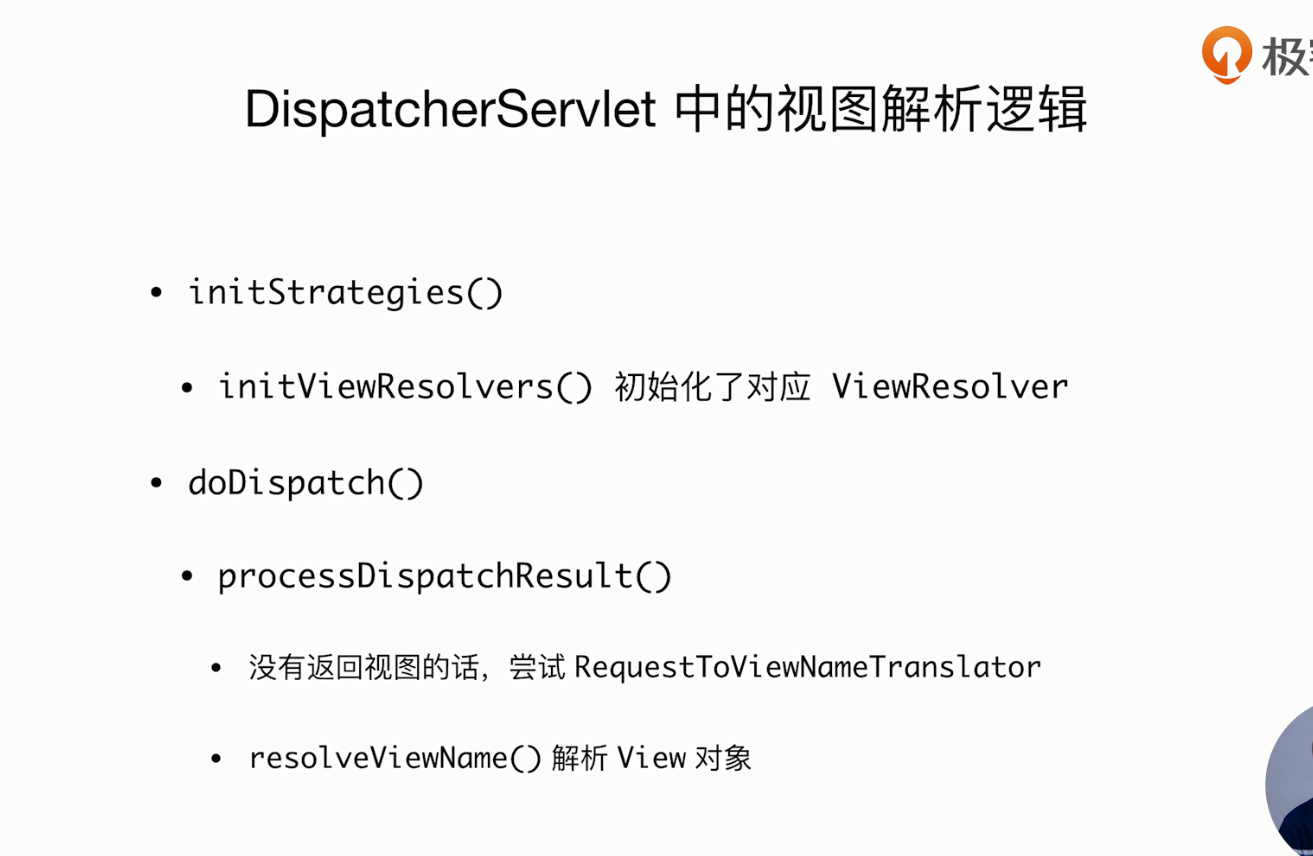 极
DispatcherServlet 中的视图解析逻辑
• initStrategies()
• initViewResolvers() 初始化了对应 ViewResolver
• doDispatch()
• processDispatchResult()
• 没有返回视图的话，尝试 RequestToViewNameTranslator
• resolveViewName() 解析 View 对象